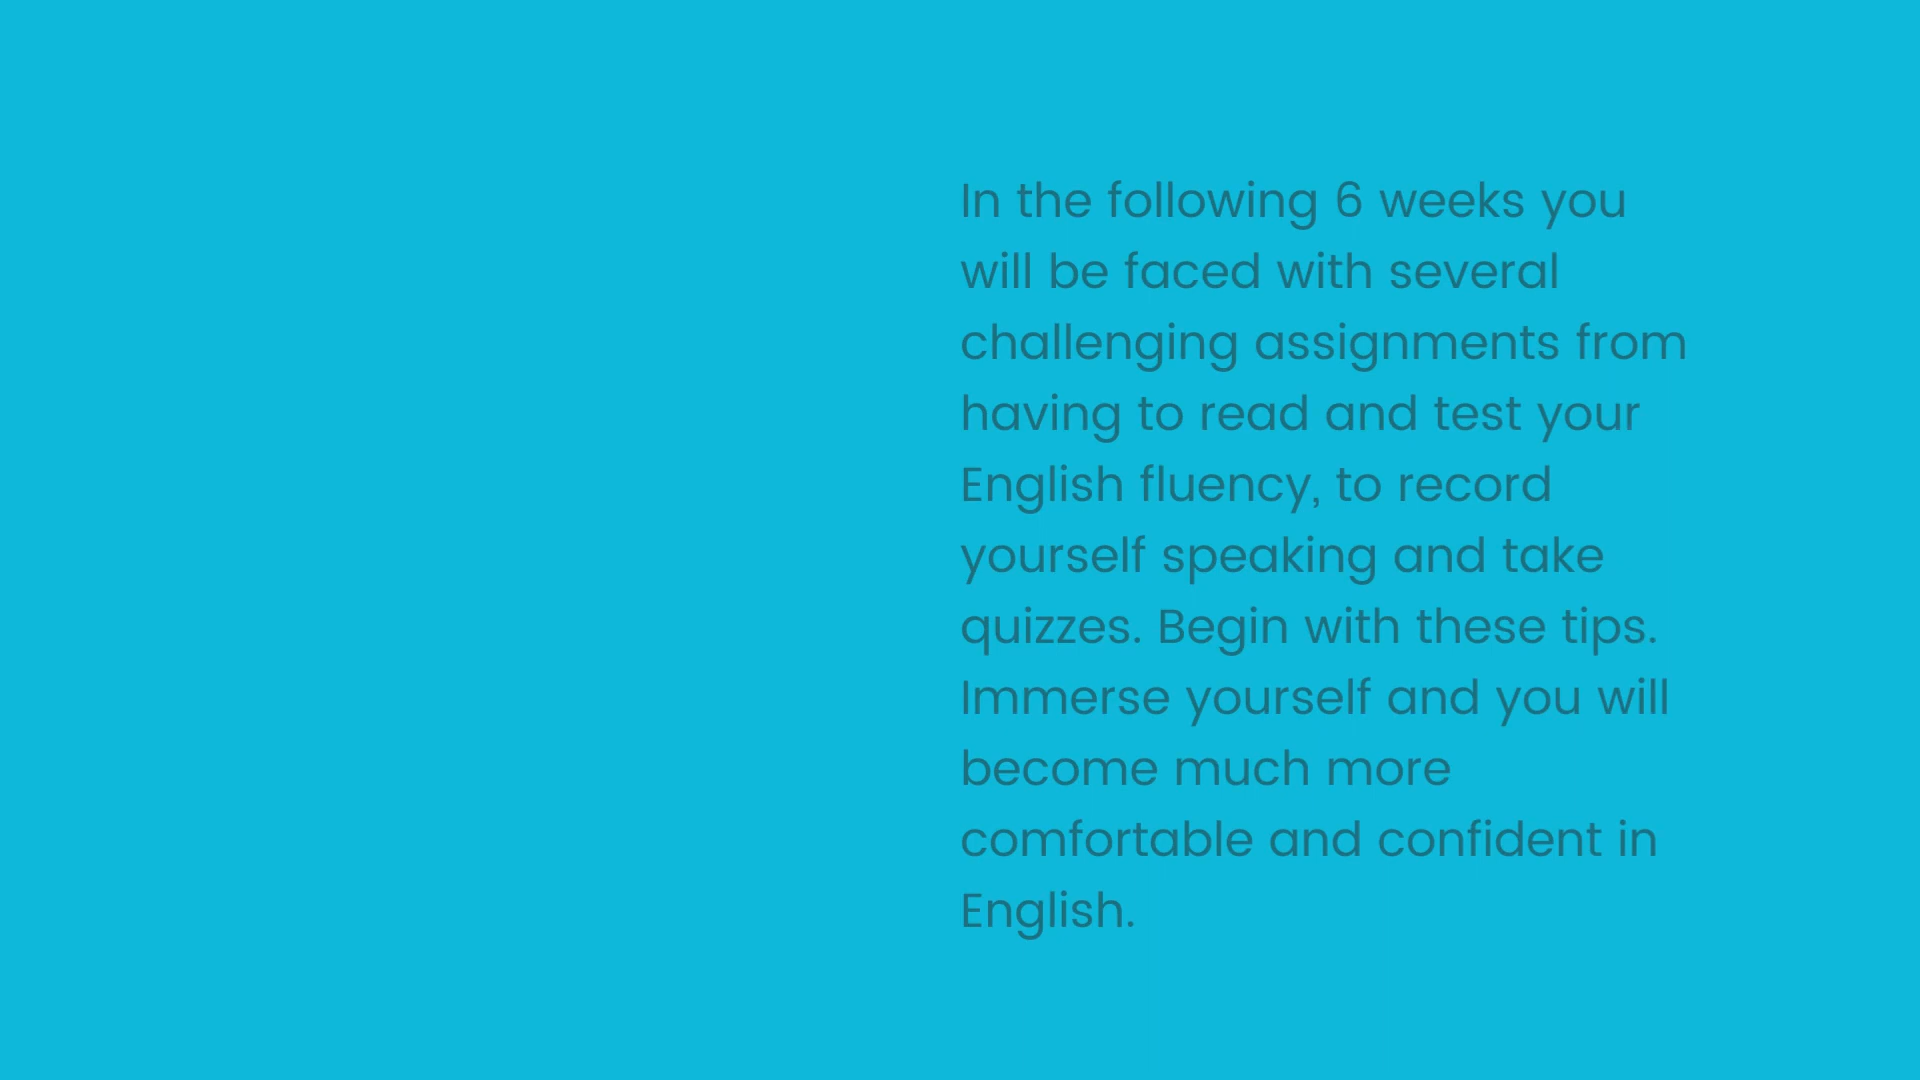 In the following 6 weeks you
will be faced with several
challenging assignments from
having to read and test your
English fluency, to record
yourself speaking and take
quizzes. Begin with these tips.
Immerse yourself and you will
become much more
comfortable and confident in
English.